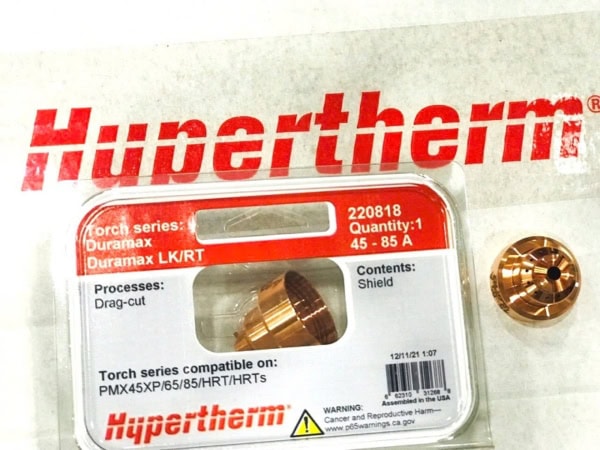 Hypertherm®
Torch series:
Duramax
Duramax LK/RT
220818
Quantity:1
45 - 85 A
Processes:
Drag-cut
Contents:
Shield
Torch series compatible on:
PMX45XP/65/85/HRT/HRTs
12/11/21 1:07
Assembled in the USA
Hypertherm®
WARNING:
Cancer and Reproductive Harm—
www.p65warnings.ca.gov